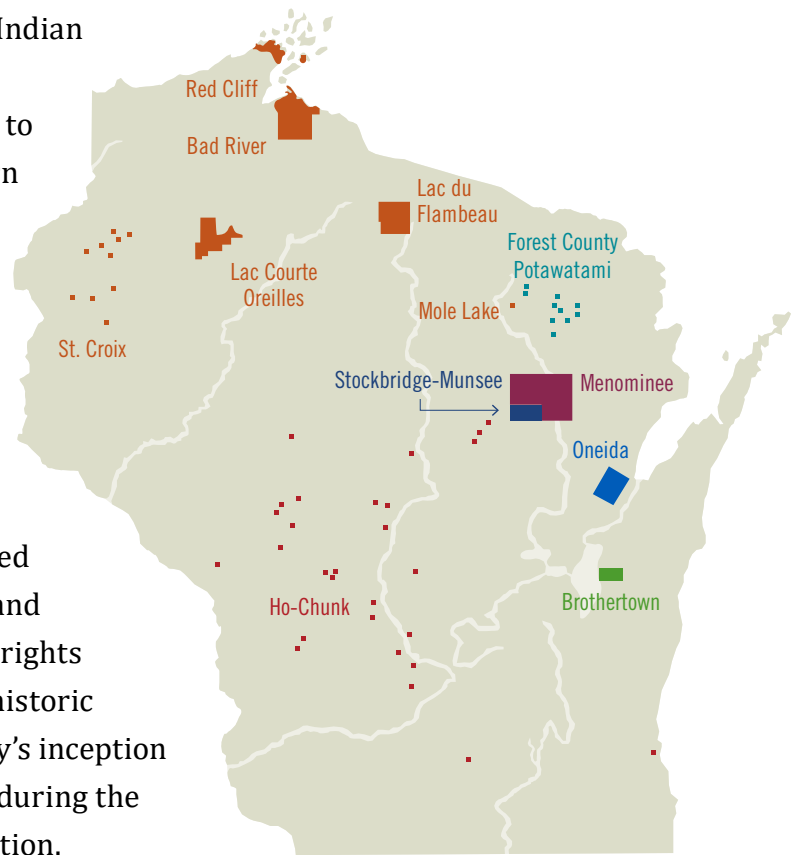 Indian
to
n
ed
and
rights
historic
y’s inception
during the
tion.
Red Cliff
Bad River
Lac du
Flambeau
Forest County
Potawatami
Lac Courte
Oreilles
Mole Lake
St. Croix
Stockbridge-Munsee
Menominee
Oneida
Brothertown
Ho-Chunk